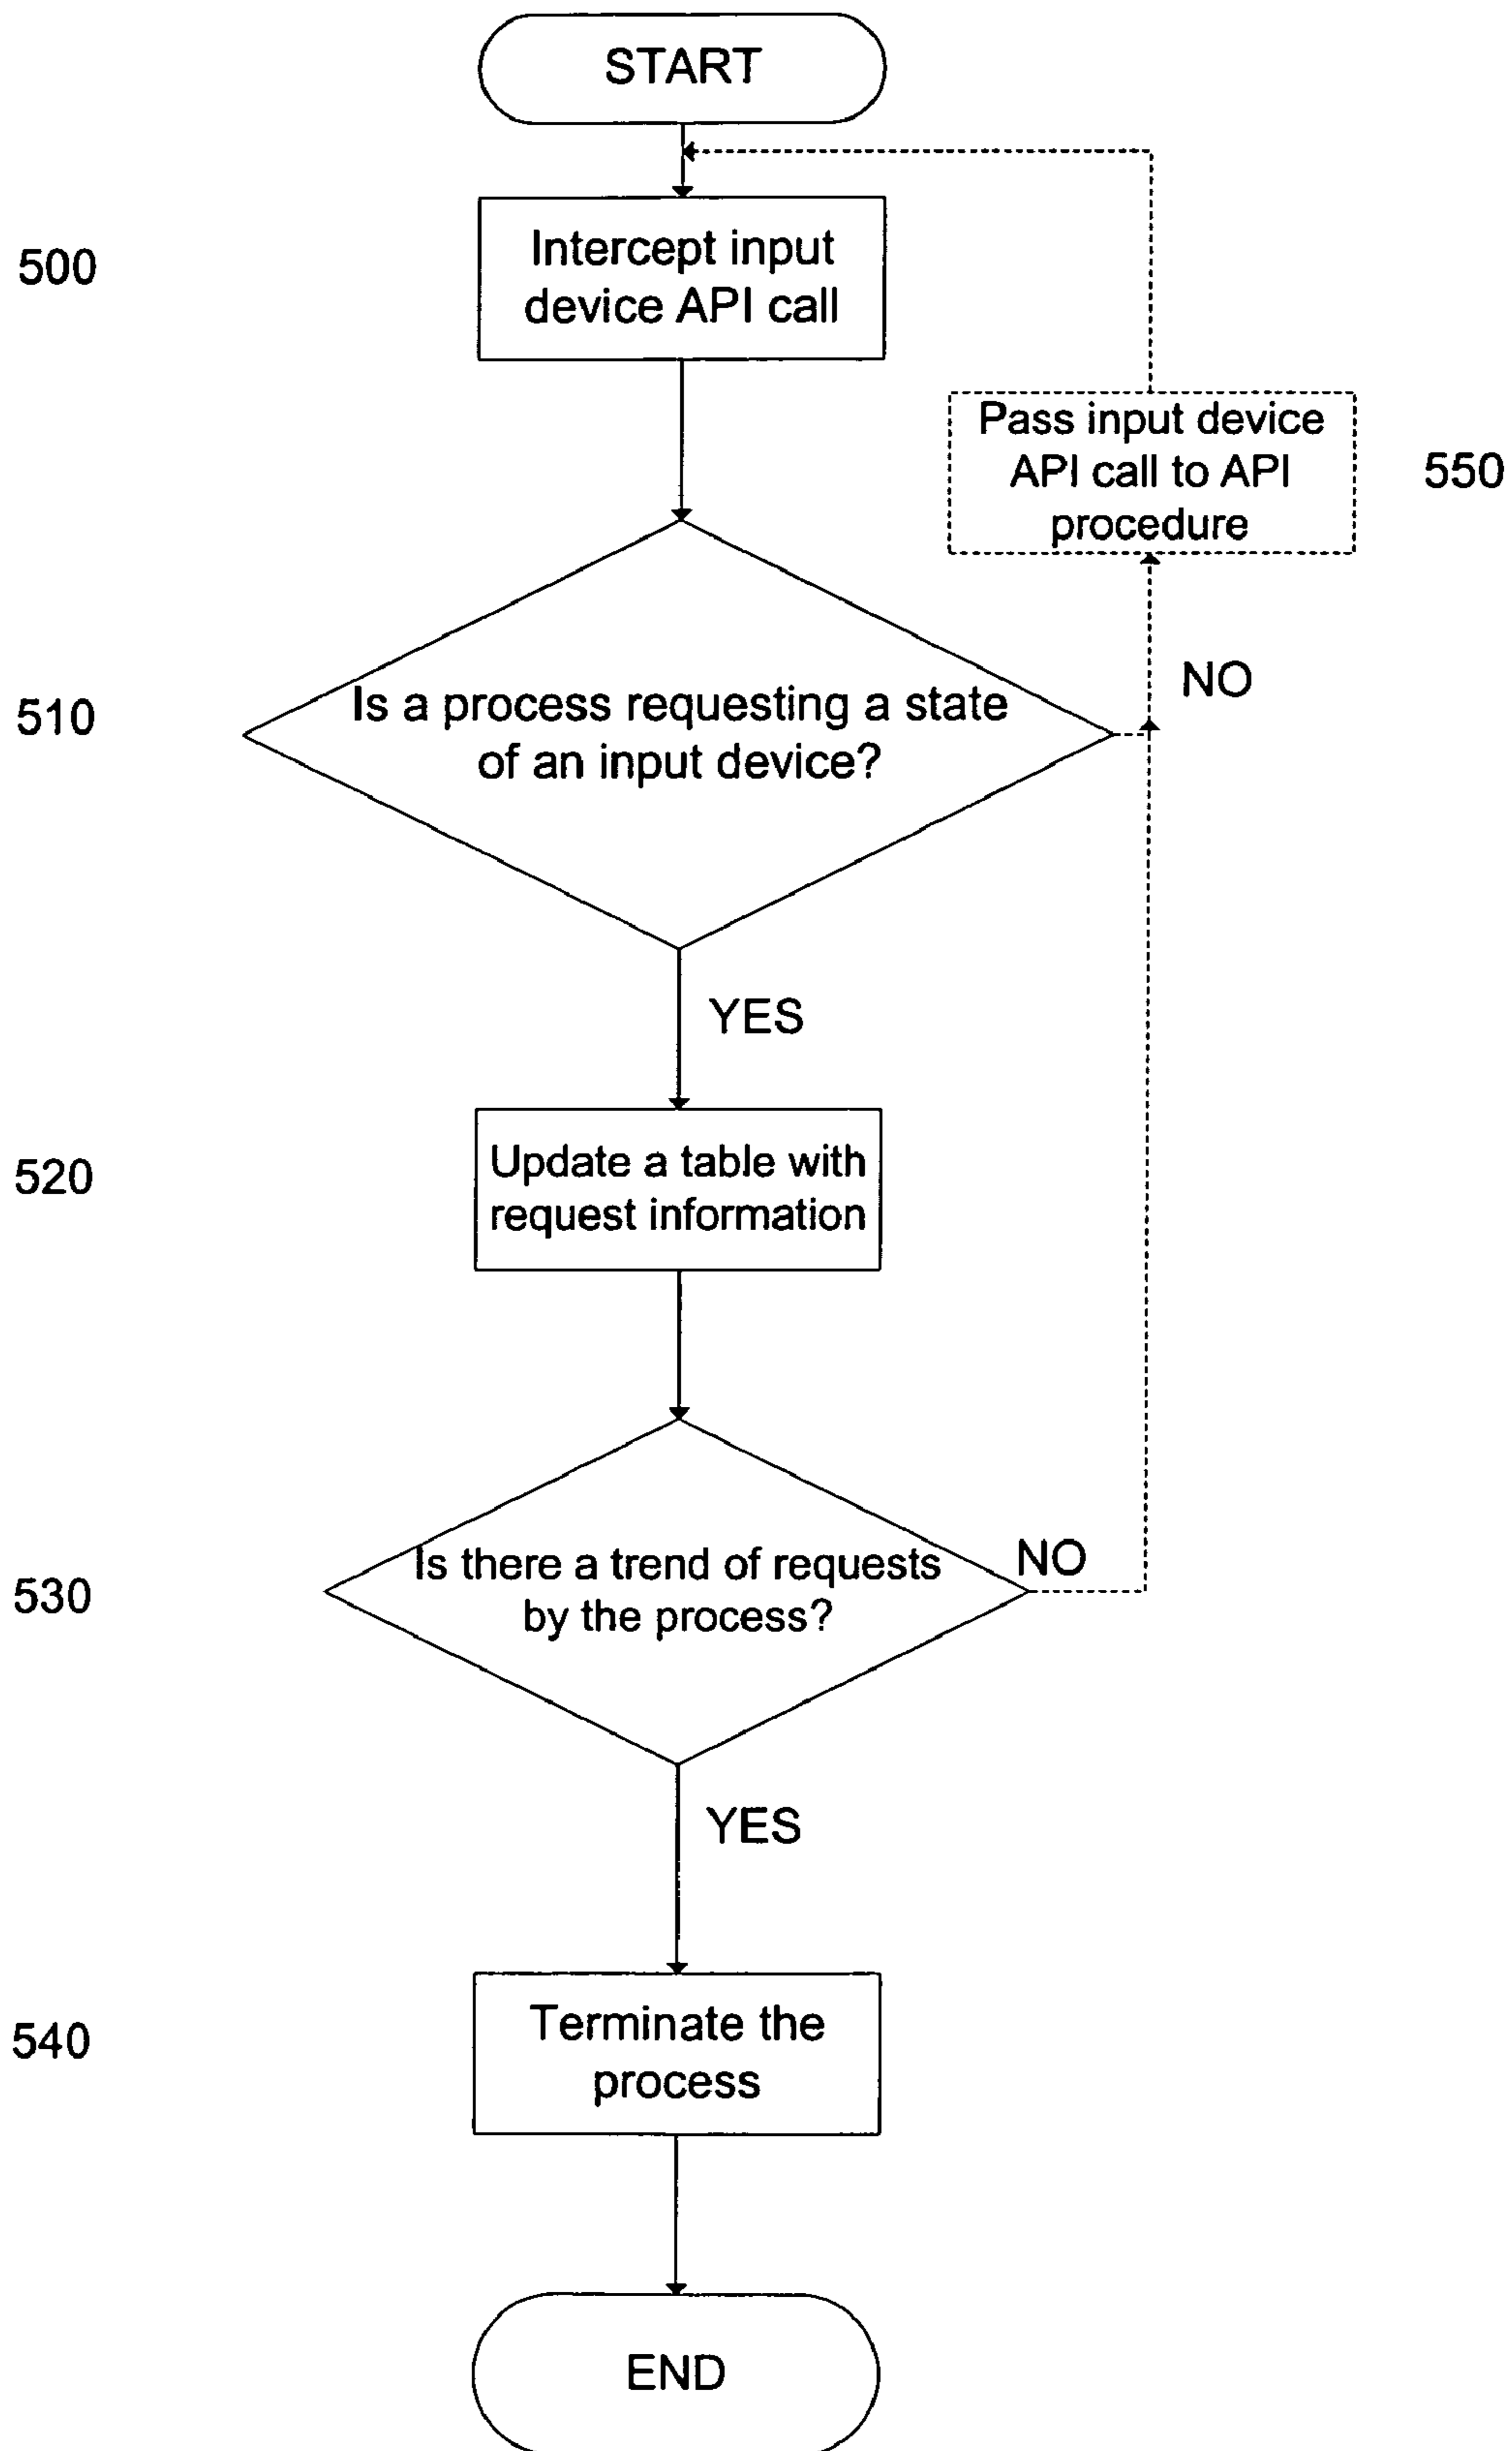 START
500
Intercept input
device API call
Pass input device
API call to API
procedure
550
510
Is a process requesting a state
of an input device?
NO
YES
520
Update a table with
request information
530
Is there a trend of requests
by the process?
NO
YES
540
Terminate the
process
END